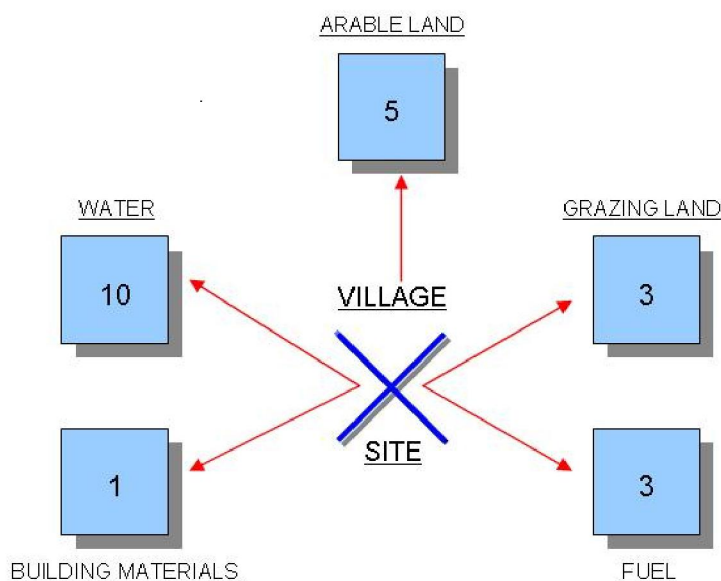 ARABLE LAND
5
WATER
GRAZING LAND
10
VILLAGE
3
SITE
1
3
BUILDING MATERIALS
FUEL